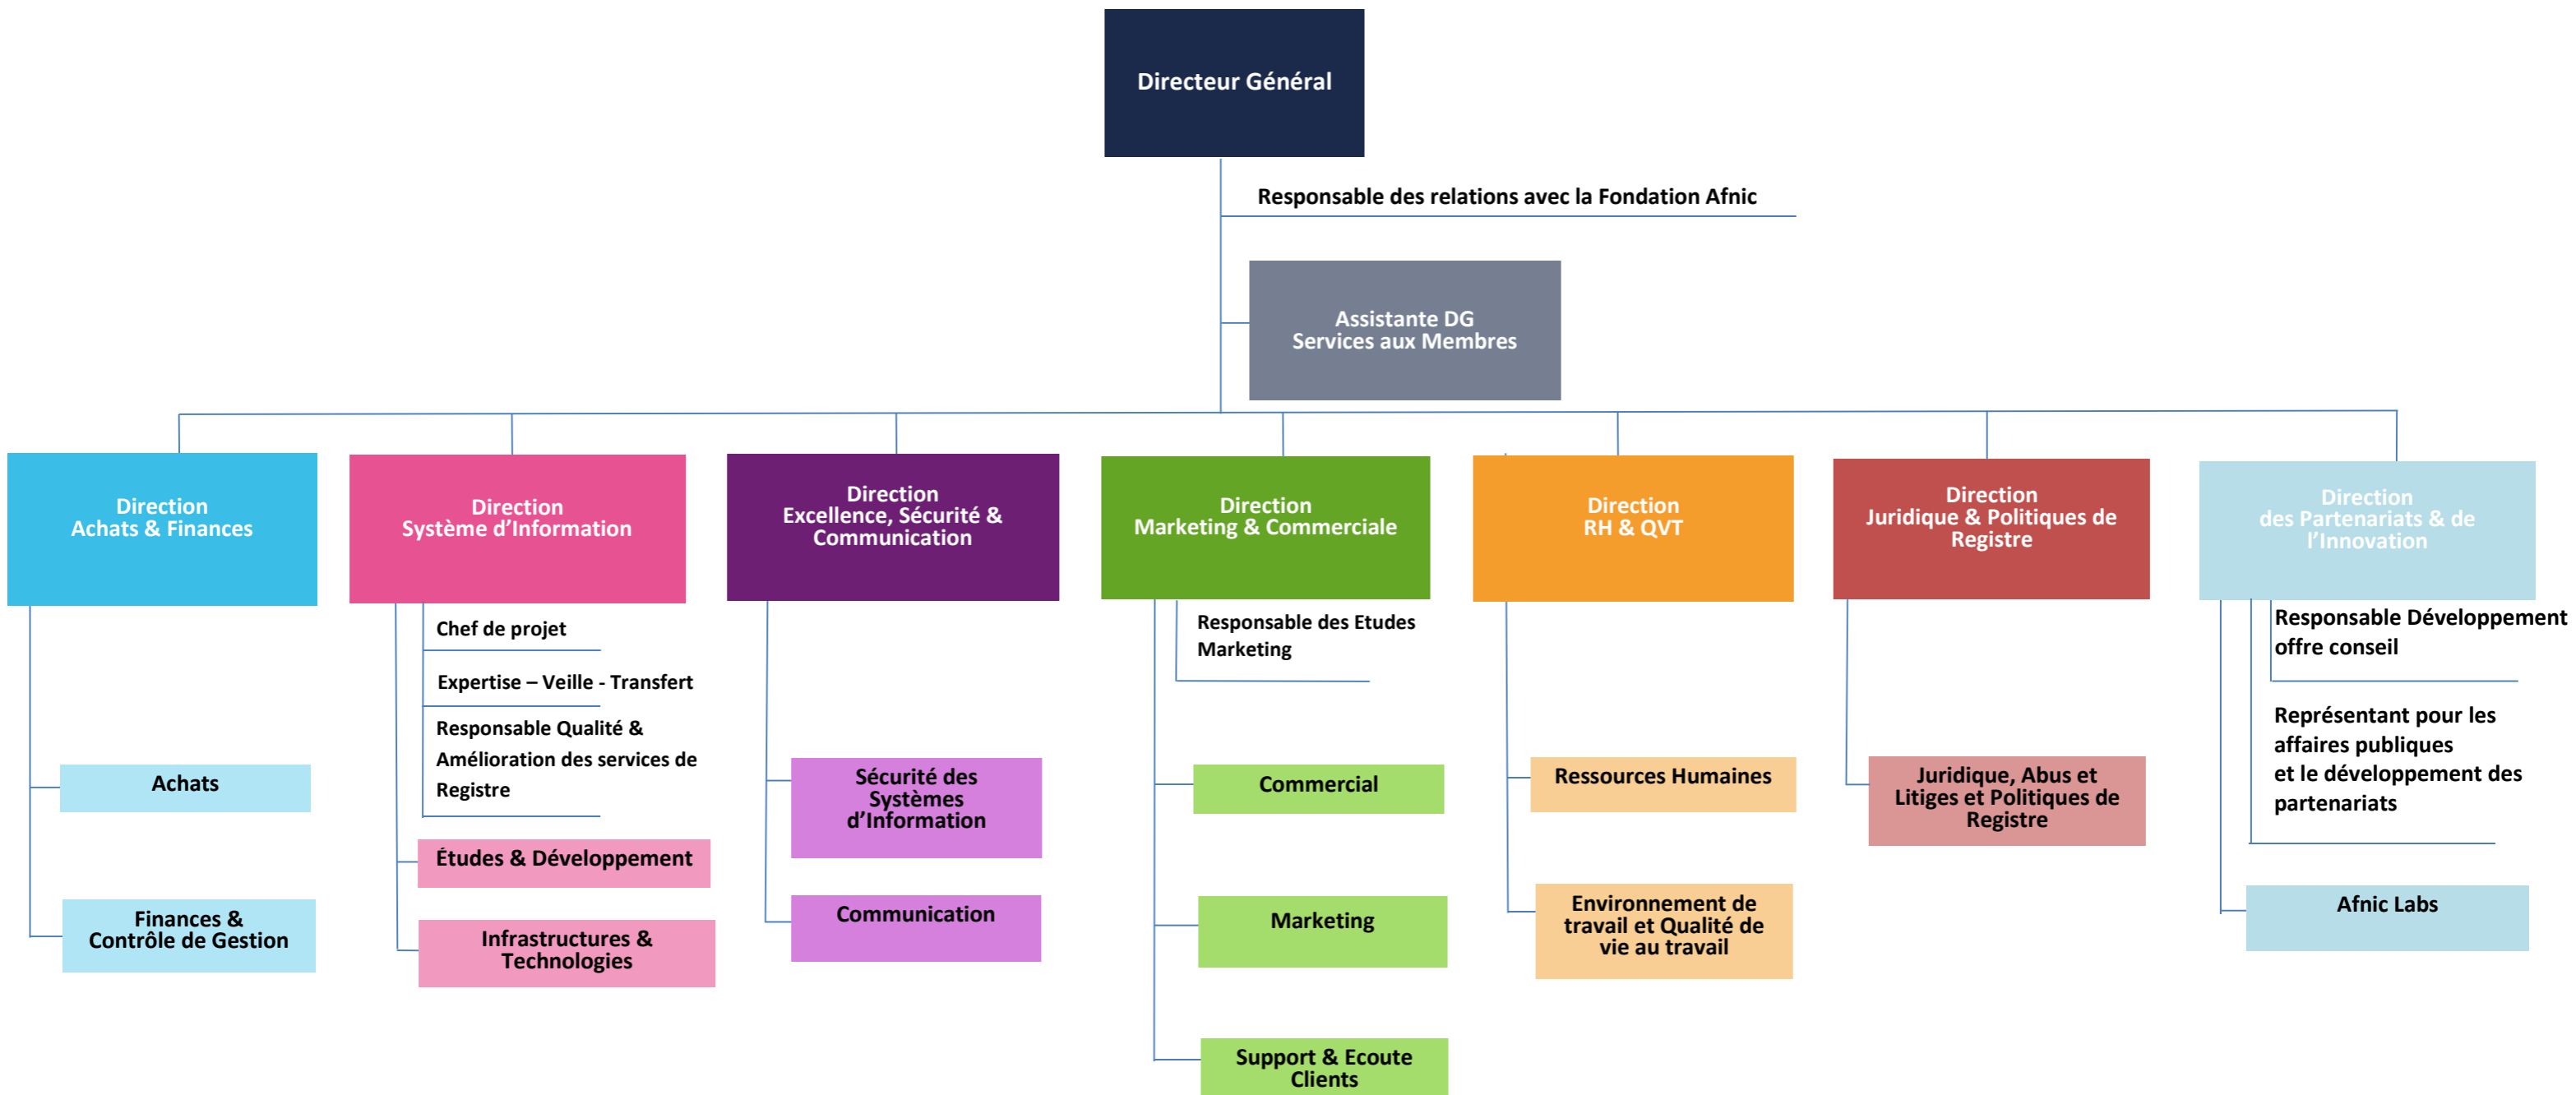 Directeur Général
Responsable des relations avec la Fondation Afnic
Assistante DG
Services aux Membres
Direction
Achats & Finances
Direction
Système d’Information
Direction
Excellence, Sécurité &
Communication
Direction
Marketing & Commerciale
Direction
RH & QVT
Direction
Juridique & Politiques de
Registre
Direction
des Partenariats & de
l’Innovation
Achats
Finances &
Contrôle de Gestion
Chef de projet
Expertise – Veille - Transfert
Responsable Qualité &
Amélioration des services de
Registre
Études & Développement
Infrastructures &
Technologies
Sécurité des
Systèmes
d’Information
Communication
Responsable des Etudes
Marketing
Commercial
Marketing
Support & Ecoute
Clients
Ressources Humaines
Environnement de
travail et Qualité de
vie au travail
Juridique, Abus et
Litiges et Politiques de
Registre
Responsable Développement
offre conseil
Représentant pour les
affaires publiques
et le développement des
partenariats
Afnic Labs